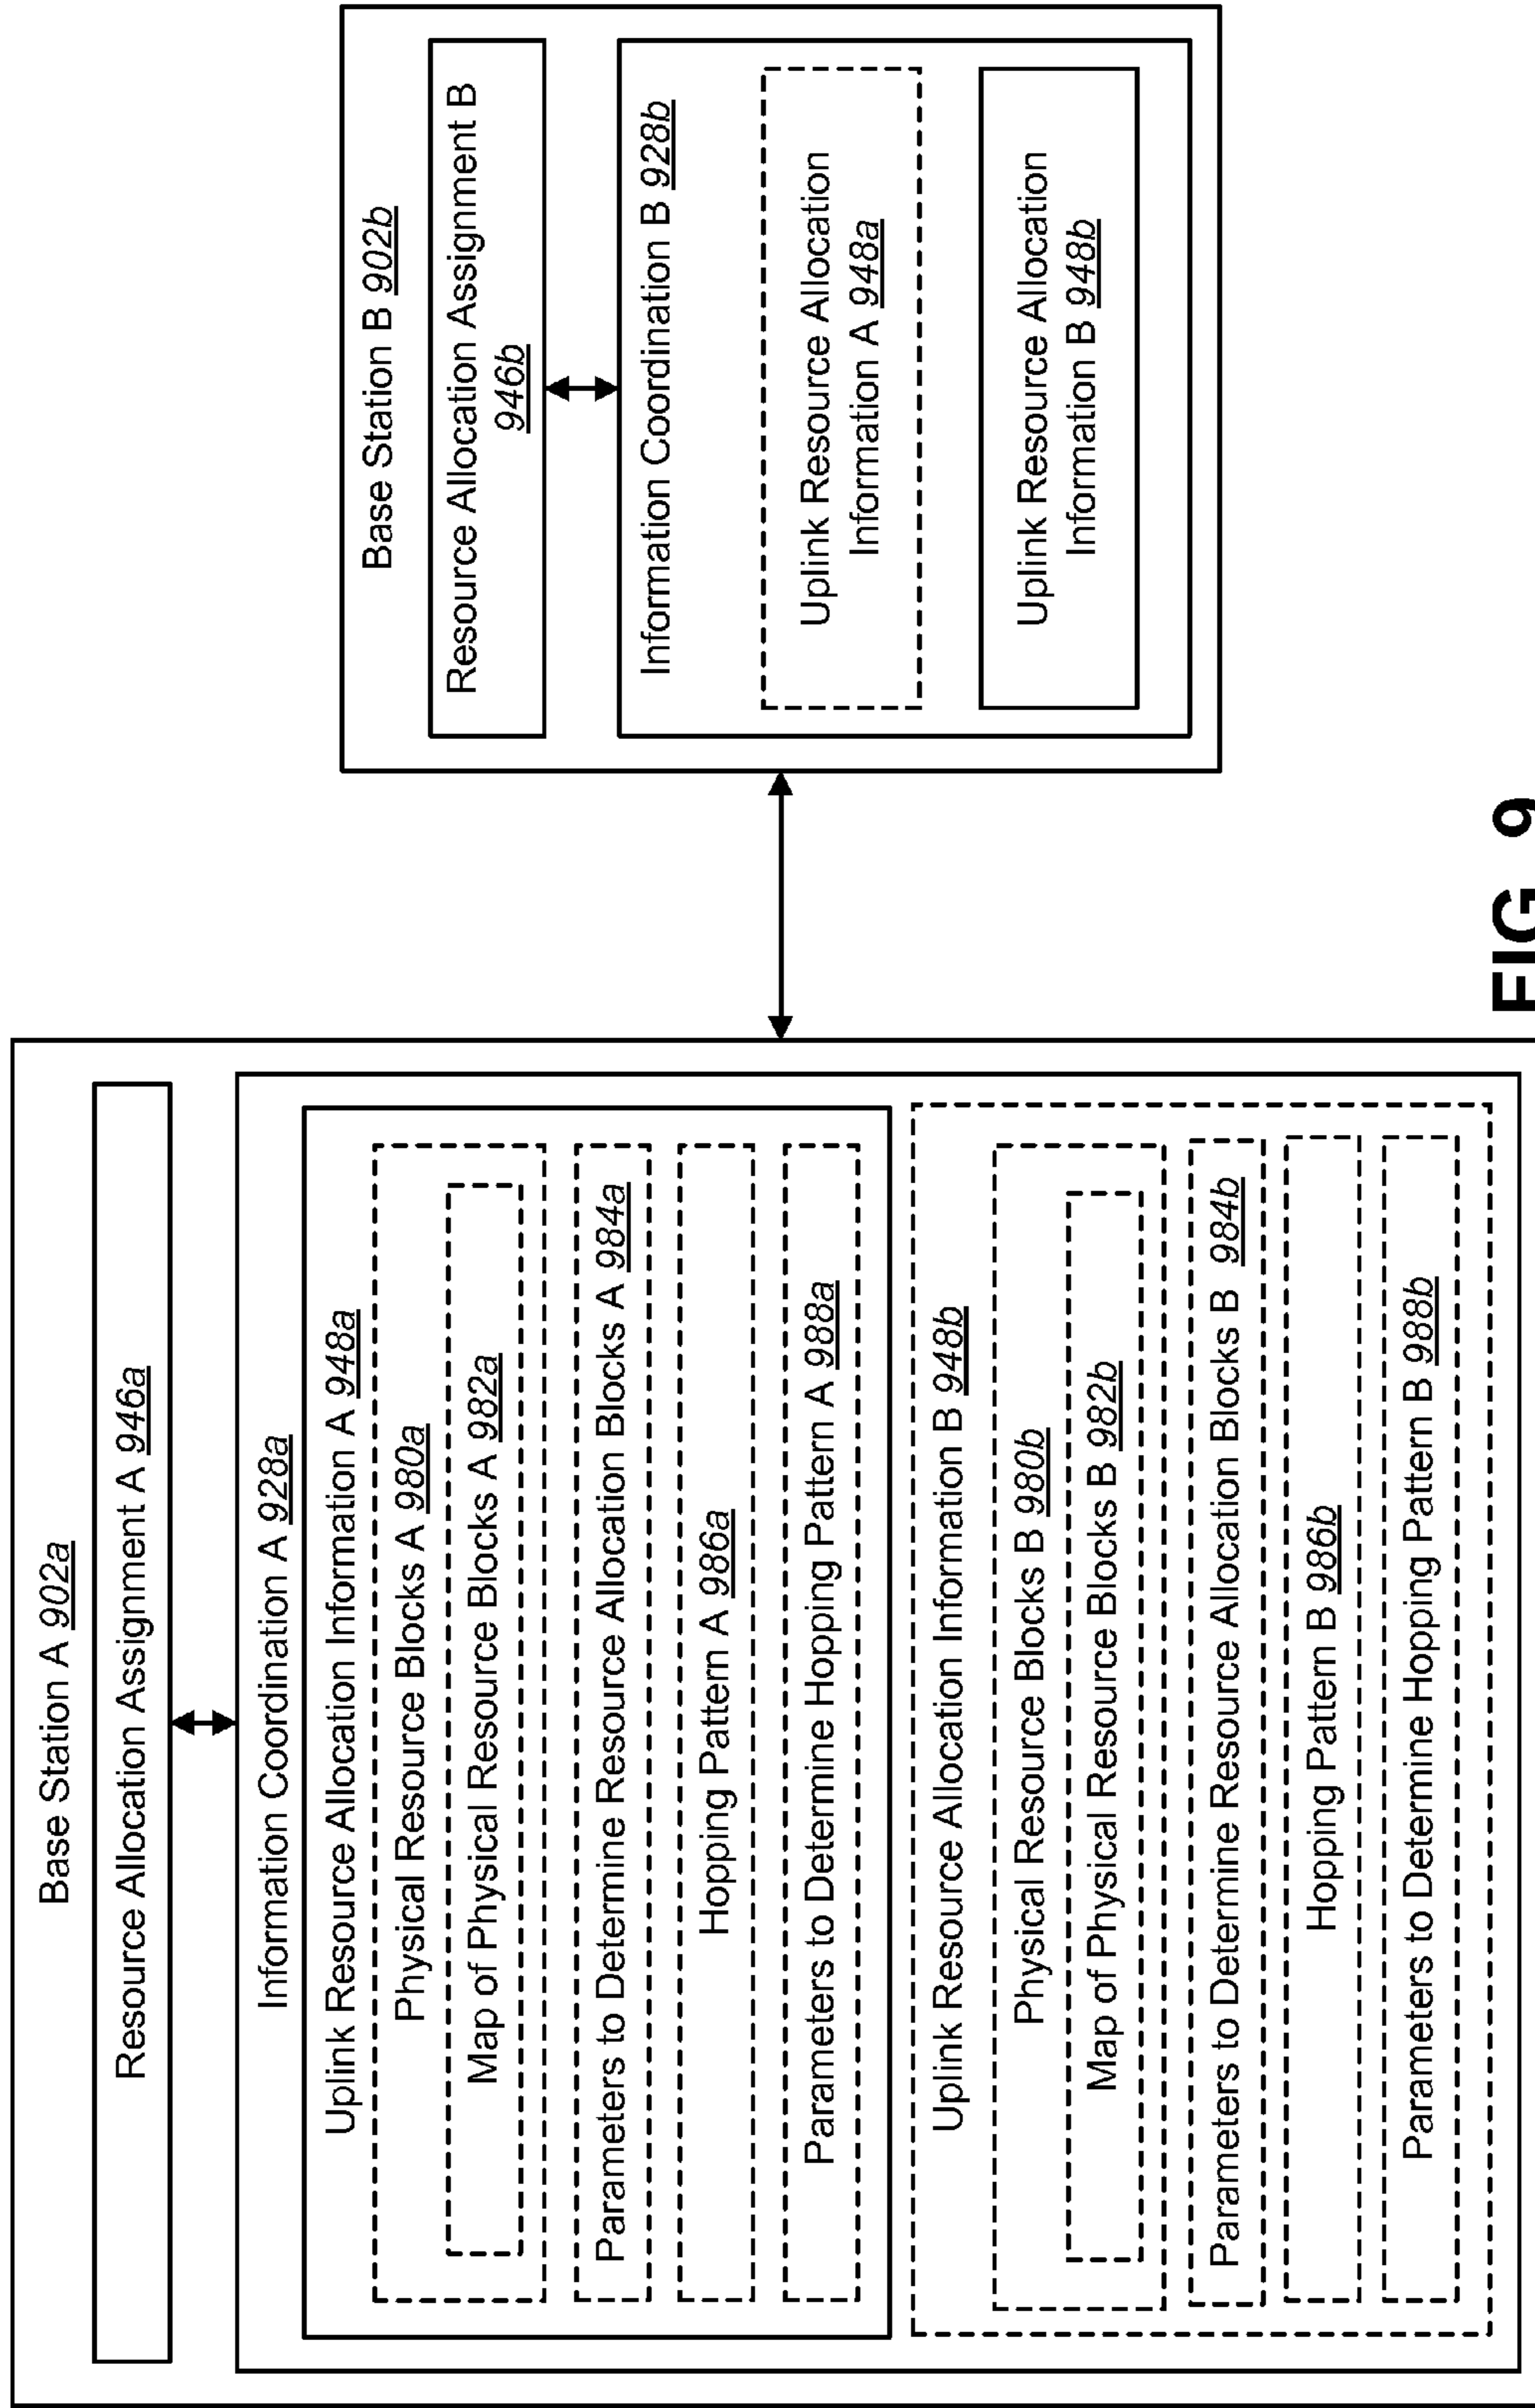 Base Station A 902a
Resource Allocation Assignment A 946a
Information Coordination A 928a
Uplink Resource Allocation Information A 948a
Physical Resource Blocks A 980a
Map of Physical Resource Blocks A 982a
Parameters to Determine Resource Allocation Blocks A 984a
Hopping Pattern A 986a
Parameters to Determine Hopping Pattern A 988a
Uplink Resource Allocation Information B 948b
Physical Resource Blocks B 980b
Map of Physical Resource Blocks B 982b
Parameters to Determine Resource Allocation Blocks B 984b
Hopping Pattern B 986b
Parameters to Determine Hopping Pattern B 988b
Base Station B 902b
Resource Allocation Assignment B
946b
Information Coordination B 928b
Uplink Resource Allocation
Information A 948a
Uplink Resource Allocation
Information B 948b
FIG. 9